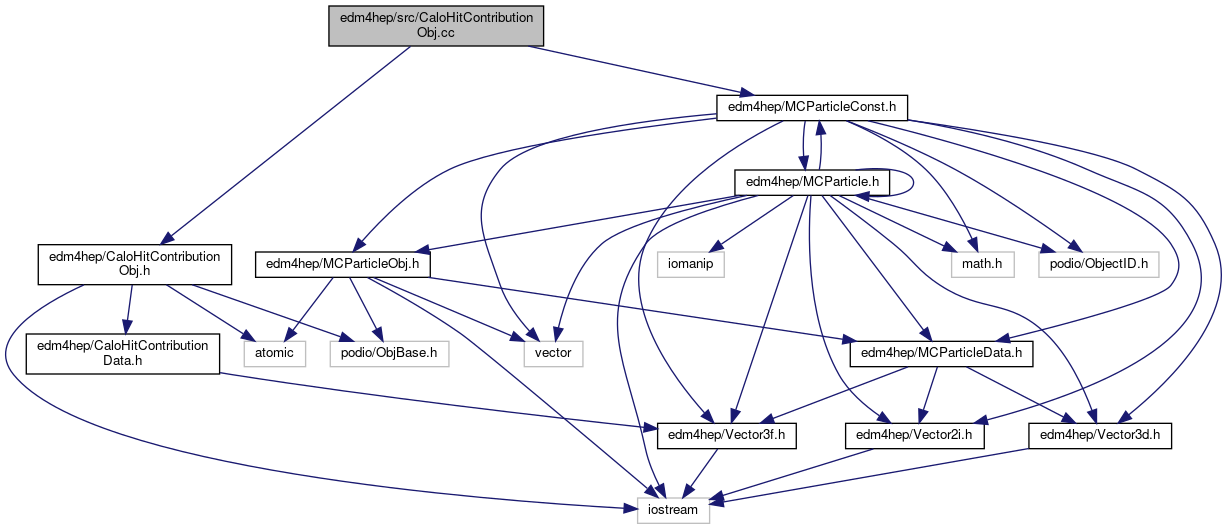 edm4hep/src/CaloHitContribution
Obj.cc
edm4hep/MCParticleConst.h
edm4hep/MCParticle.h
edm4hep/CaloHitContribution
Obj.h
edm4hep/MCParticleObj.h
iomanip
math.h
podio/ObjectID.h
edm4hep/CaloHitContribution
Data.h
atomic
podio/ObjBase.h
vector
edm4hep/MCParticleData.h
edm4hep/Vector3f.h
edm4hep/Vector2i.h
edm4hep/Vector3d.h
iostream